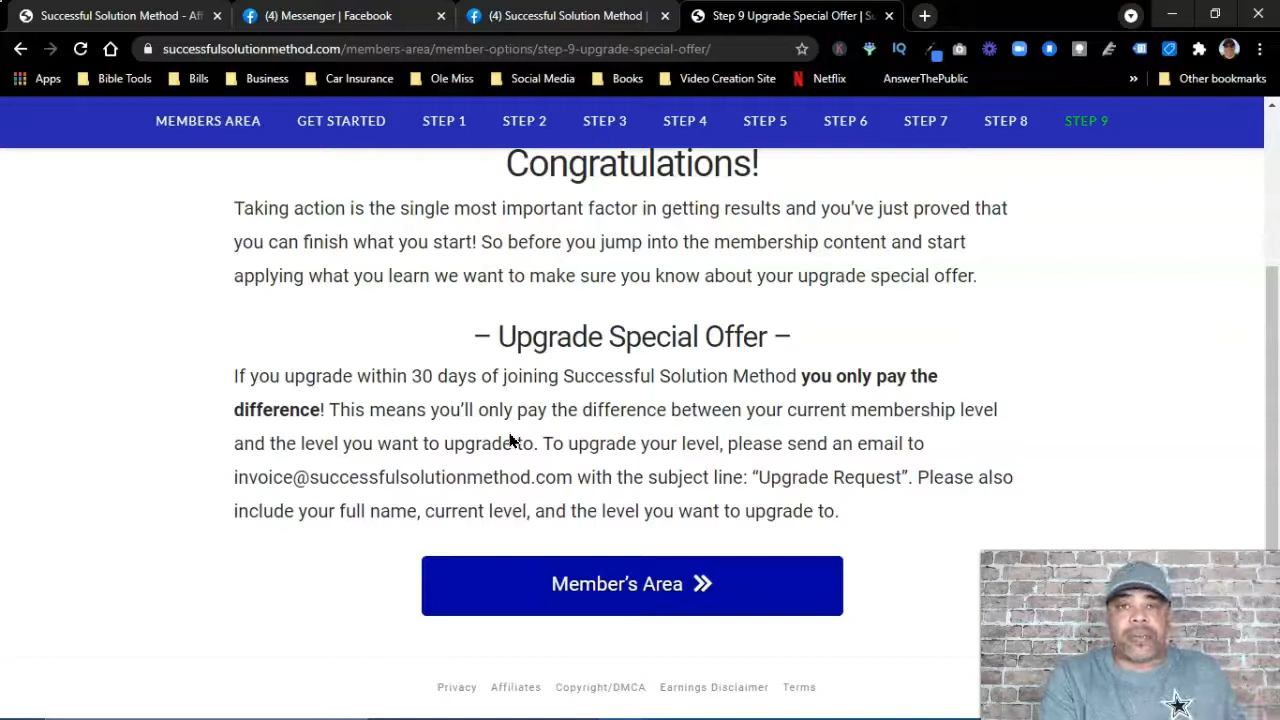 Successful Solution Method - Aff
(4) Messenger | Facebook
(4) Successful Solution Method |
Step 9 Upgrade Special Offer | Su
successfulsolutionmethod.com/members-area/member-options/step-9-upgrade-special-offer/
Apps
Bible Tools
Bills
Business
Car Insurance
Ole Miss
Social Media
Books
Video Creation Site
Netflix
AnswerThePublic
»
Other bookmarks
MEMBERS AREA
GET STARTED
STEP 1
STEP 2
STEP 3
STEP 4
STEP 5
STEP 6
STEP 7
STEP 8
STEP 9
Congratulations!
Taking action is the single most important factor in getting results and you’ve just proved that
you can finish what you start! So before you jump into the membership content and start
applying what you learn we want to make sure you know about your upgrade special offer.
– Upgrade Special Offer –
If you upgrade within 30 days of joining Successful Solution Method you only pay the
difference! This means you’ll only pay the difference between your current membership level
and the level you want to upgrade to. To upgrade your level, please send an email to
invoice@successfulsolutionmethod.com with the subject line: “Upgrade Request”. Please also
include your full name, current level, and the level you want to upgrade to.
Member’s Area »
Privacy
Affiliates
Copyright/DMCA
Earnings Disclaimer
Terms